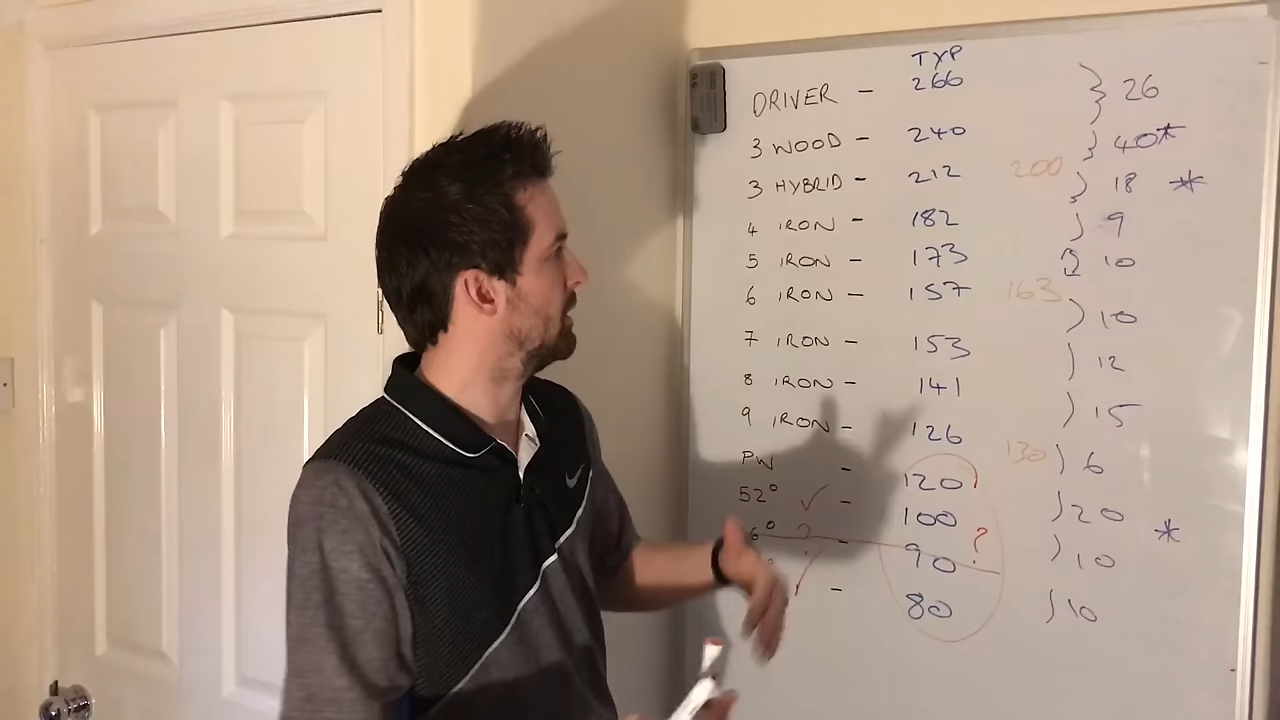 TYP
DRIVER - 266 } 26
3 WOOD - 240 } 40*
3 HYBRID - 212 200 } 18 *
4 IRON - 182 ) 9
5 IRON - 173 10
6 IRON - 157 163
) 10
7 IRON - 153
) 12
8 IRON - 141
) 15
9 IRON - 126 130 ) 6
PW - 120
52° ✓ - 100 ) 20 *
6° ? - 90 ? ) 10
✓ - 80 ) 10